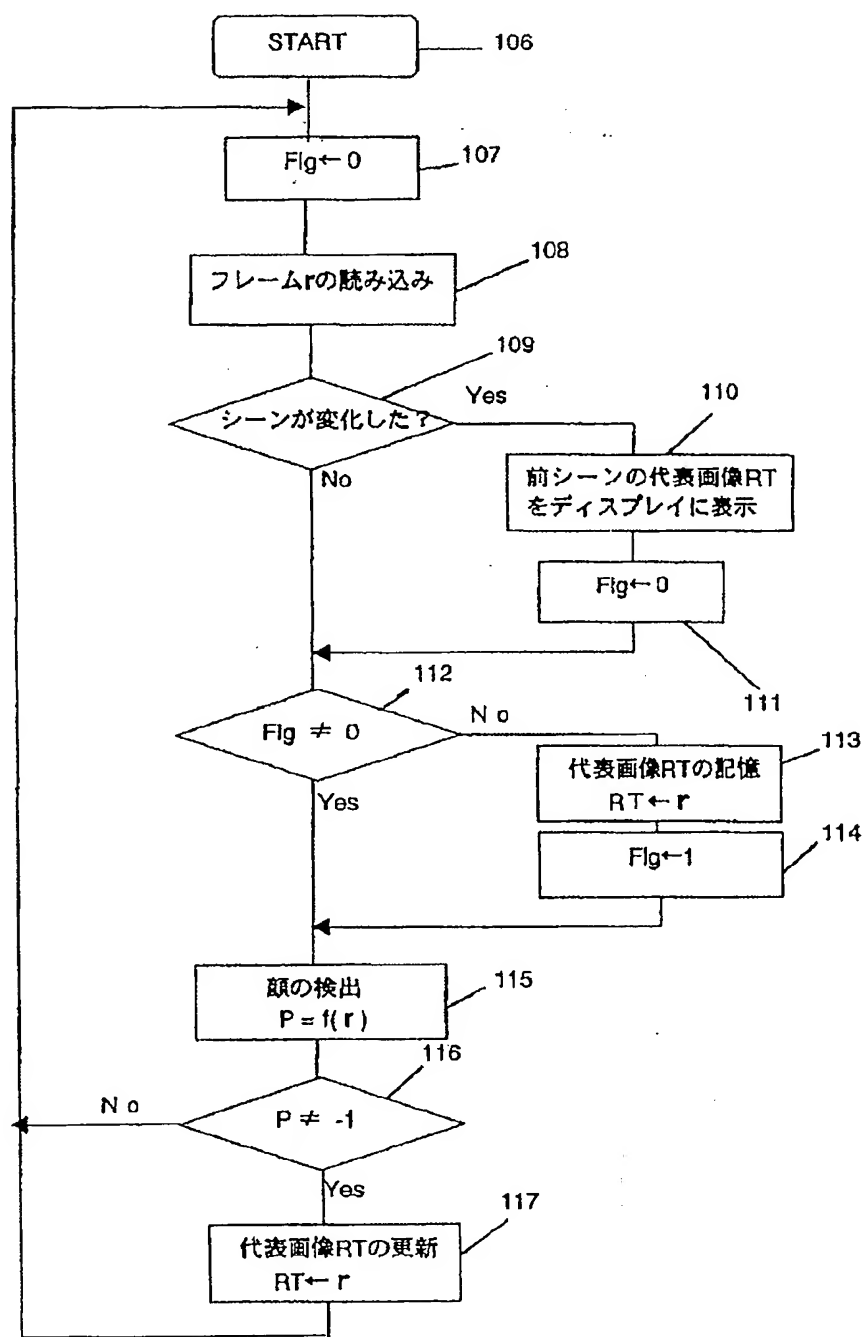 START
106
Flg←0
107
フレームrの読み込み
108
109
シーンが変化した？
Yes
No
110
前シーンの代表画像RT
をディスプレイに表示
Flg←0
111
112
Flg ≠ 0
No
Yes
113
代表画像RTの記憶
RT←r
114
Flg←1
顔の検出
P=f(r)
115
116
P ≠ -1
No
Yes
117
代表画像RTの更新
RT←r